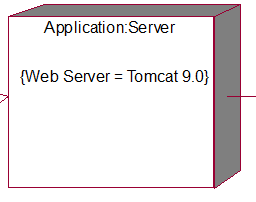 Application:Server
{Web Server = Tomcat 9.0}